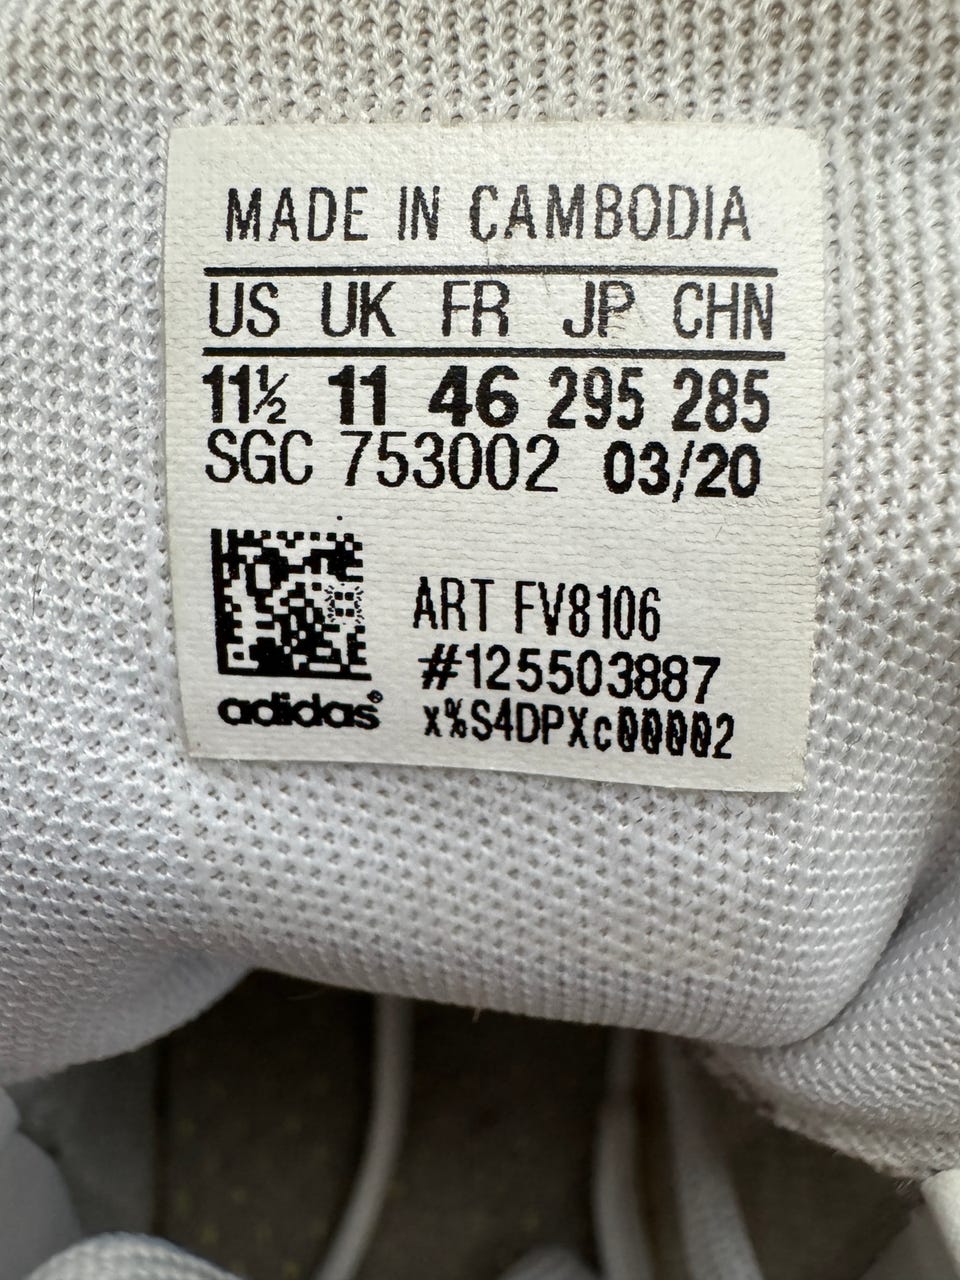 MADE IN CAMBODIA
US UK FR JP CHN
11½ 11 46 295 285
SGC 753002 03/20
ART FV8106
#125503887
adidas® x%S4DPXc00002